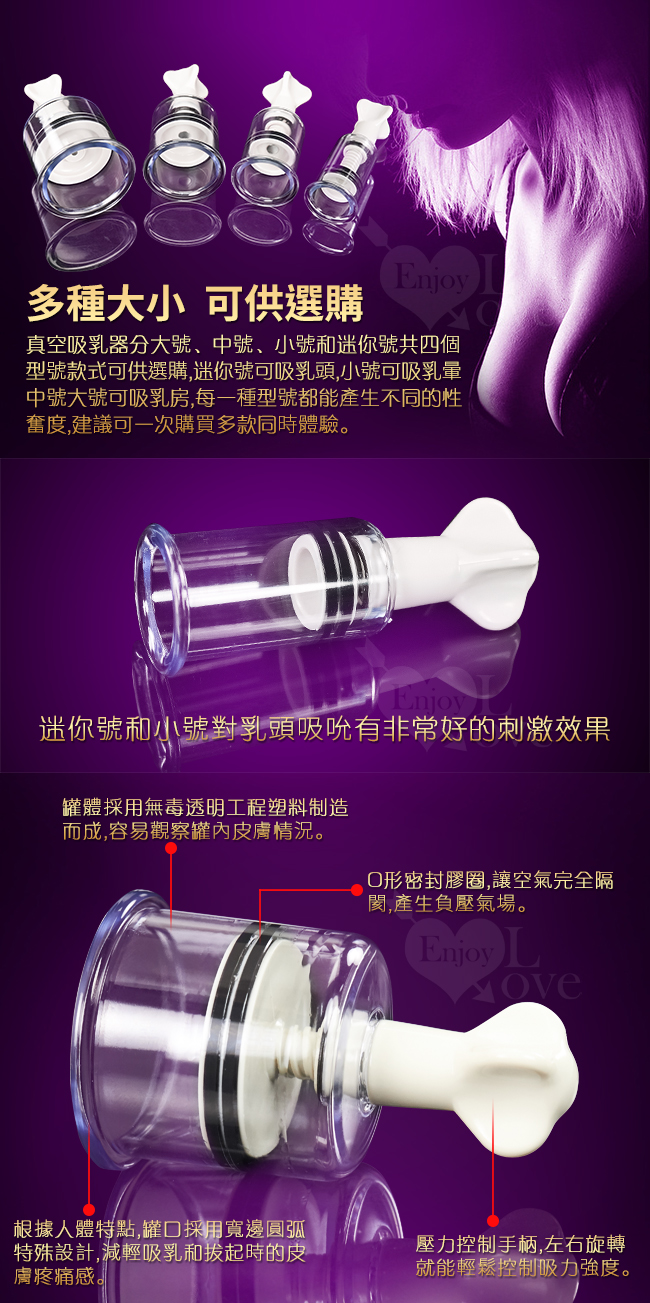 多種大小 可供選購
真空吸乳器分大號、中號、小號和迷你號共四個
型號款式可供選購,迷你號可吸乳頭,小號可吸乳暈
中號大號可吸乳房,每一種型號都能產生不同的性
奮度,建議可一次購買多款同時體驗。
Enjoy Love
迷你號和小號對乳頭吸吮有非常好的刺激效果
Enjoy Love
罐體採用無毒透明工程塑料制造
而成,容易觀察罐內皮膚情況。
O形密封膠圈,讓空氣完全隔
閡,產生負壓氣場。
Enjoy Love
根據人體特點,罐口採用寬邊圓弧
特殊設計,減輕吸乳和拔起時的皮
膚疼痛感。
壓力控制手柄,左右旋轉
就能輕鬆控制吸力強度。